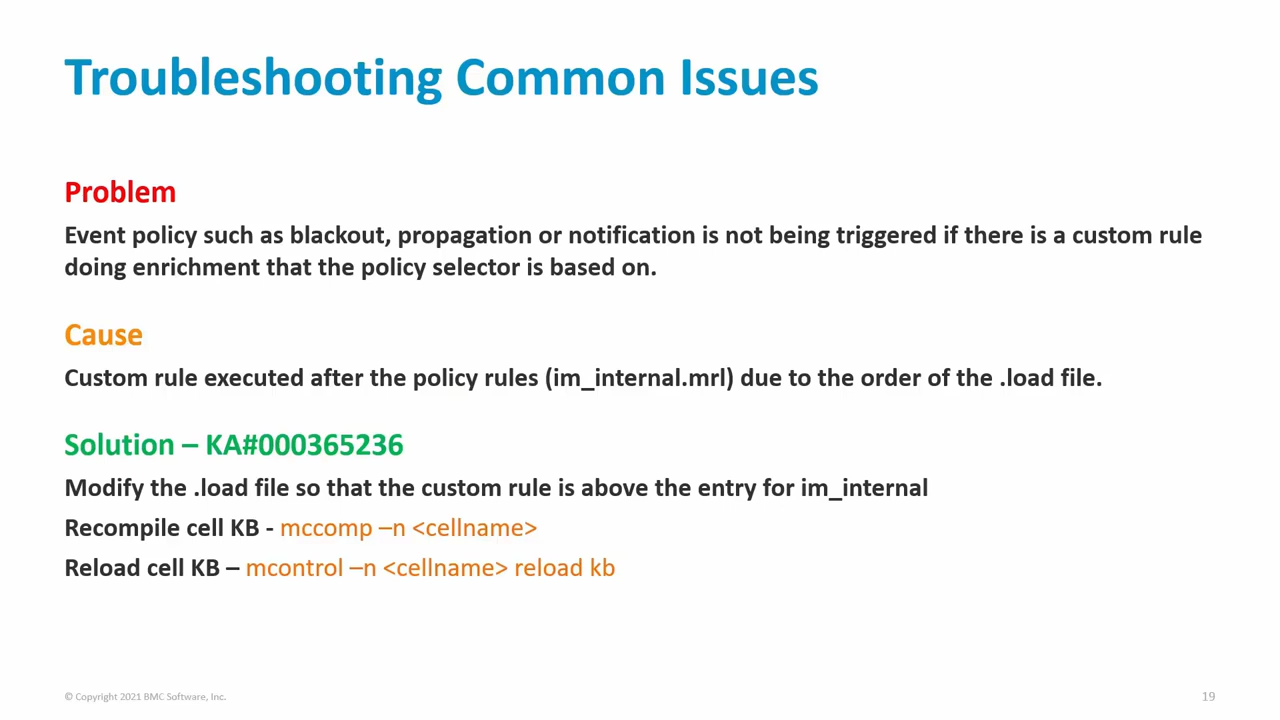 Troubleshooting Common Issues
Problem
Event policy such as blackout, propagation or notification is not being triggered if there is a custom rule
doing enrichment that the policy selector is based on.
Cause
Custom rule executed after the policy rules (im_internal.mrl) due to the order of the .load file.
Solution – KA#000365236
Modify the .load file so that the custom rule is above the entry for im_internal
Recompile cell KB - mccomp –n <cellname>
Reload cell KB – mcontrol –n <cellname> reload kb
© Copyright 2021 BMC Software, Inc.
19